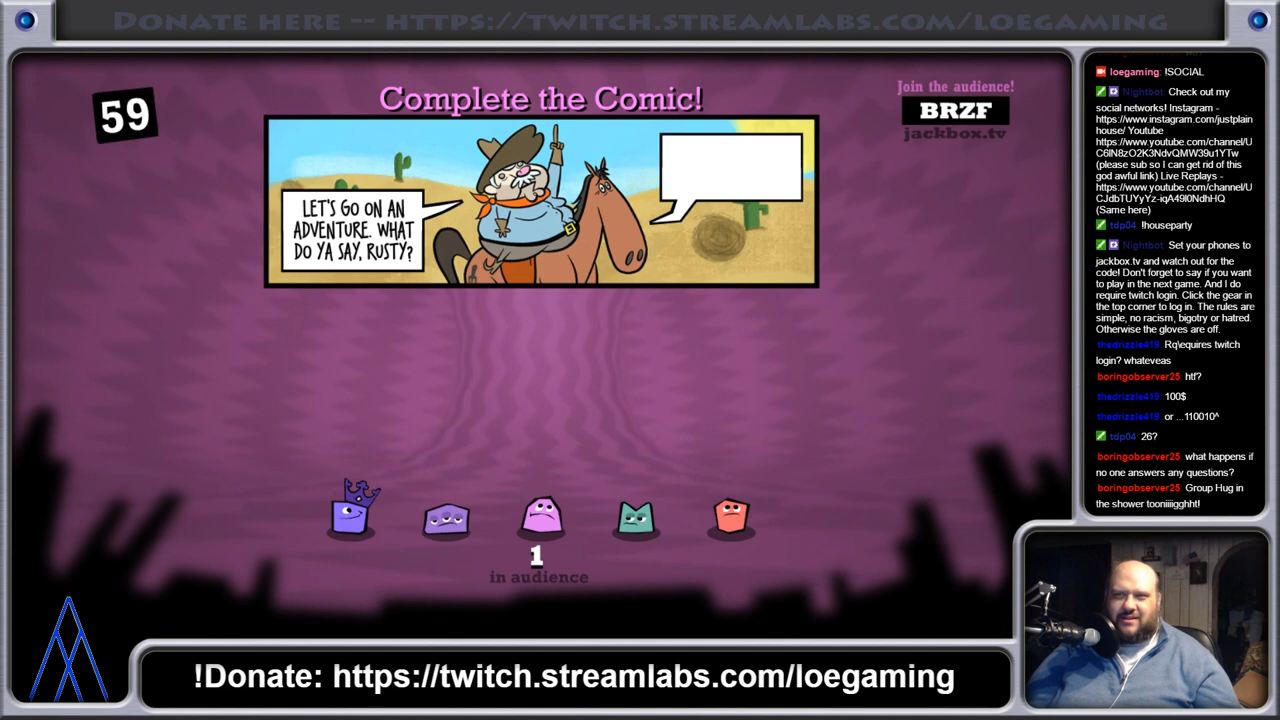 Donate here -- https://twitch.streamlabs.com/loegaming
59
Complete the Comic!
Join the audience!
BRZF
jackbox.tv
LET'S GO ON AN
ADVENTURE. WHAT
DO YA SAY, RUSTY?
1
in audience
!Donate: https://twitch.streamlabs.com/loegaming
loegaming: !SOCIAL
Nightbot: Check out my
social networks! Instagram -
https://www.instagram.com/justplain
house/ Youtube
https://www.youtube.com/channel/U
C6lN8zO2K3NdvQMW39u1YTw
(please sub so I can get rid of this
god awful link) Live Replays -
https://www.youtube.com/channel/U
CJdbTUYyYz-iqA49l0NdhHQ
(Same here)
tdp04: !houseparty
Nightbot: Set your phones to
jackbox.tv and watch out for the
code! Don't forget to say if you want
to play in the next game. And I do
require twitch login. Click the gear in
the top corner to log in. The rules are
simple, no racism, bigotry or hatred.
Otherwise the gloves are off.
thedrizzle419: Rq\equires twitch
login? whateveas
boringobserver25: htf?
thedrizzle419: 100$
thedrizzle419: or ...110010^
tdp04: 26?
boringobserver25: what happens if
no one answers any questions?
boringobserver25: Group Hug in
the shower tooniiiigghht!